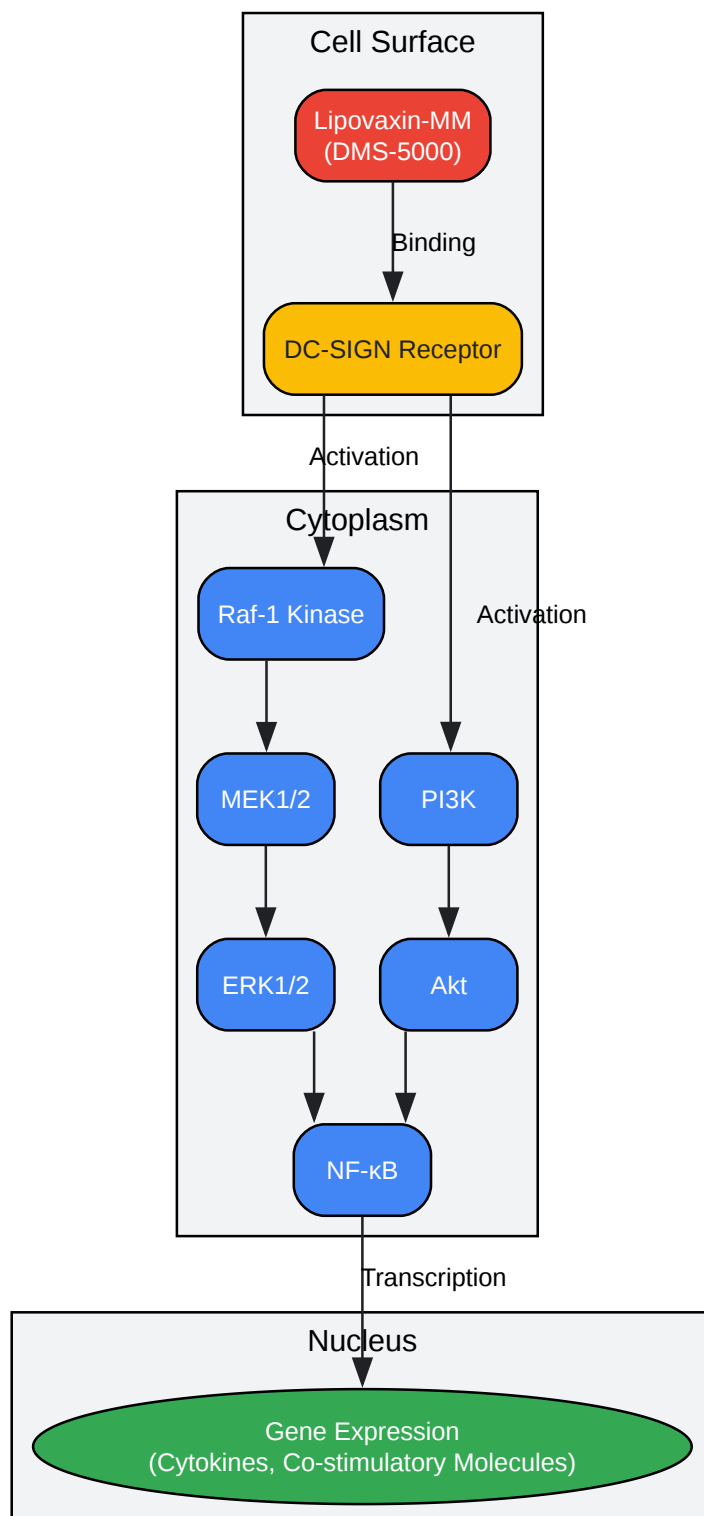 Cell Surface
Lipovaxin-MM
(DMS-5000)
Binding
DC-SIGN Receptor
Activation
Cytoplasm
Raf-1 Kinase
Activation
MEK1/2
PI3K
ERK1/2
Akt
NF-κB
Transcription
Nucleus
Gene Expression
(Cytokines, Co-stimulatory Molecules)